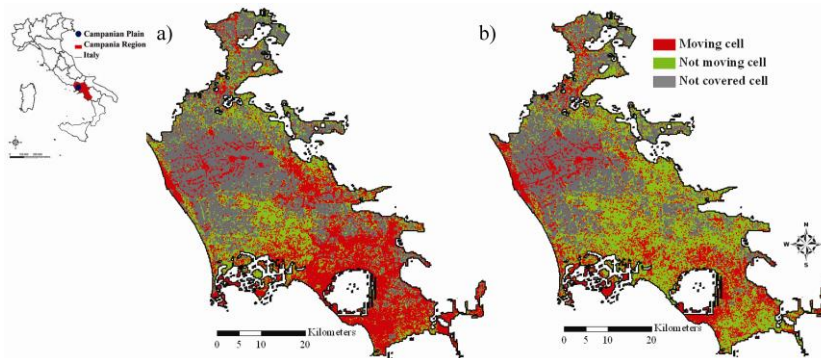 Campanian Plain
Campania Region
Italy
a)
b)
Moving cell
Not moving cell
Not covered cell
N
W
E
S
Kilometers
0 5 10 20
Kilometers
0 5 10 20